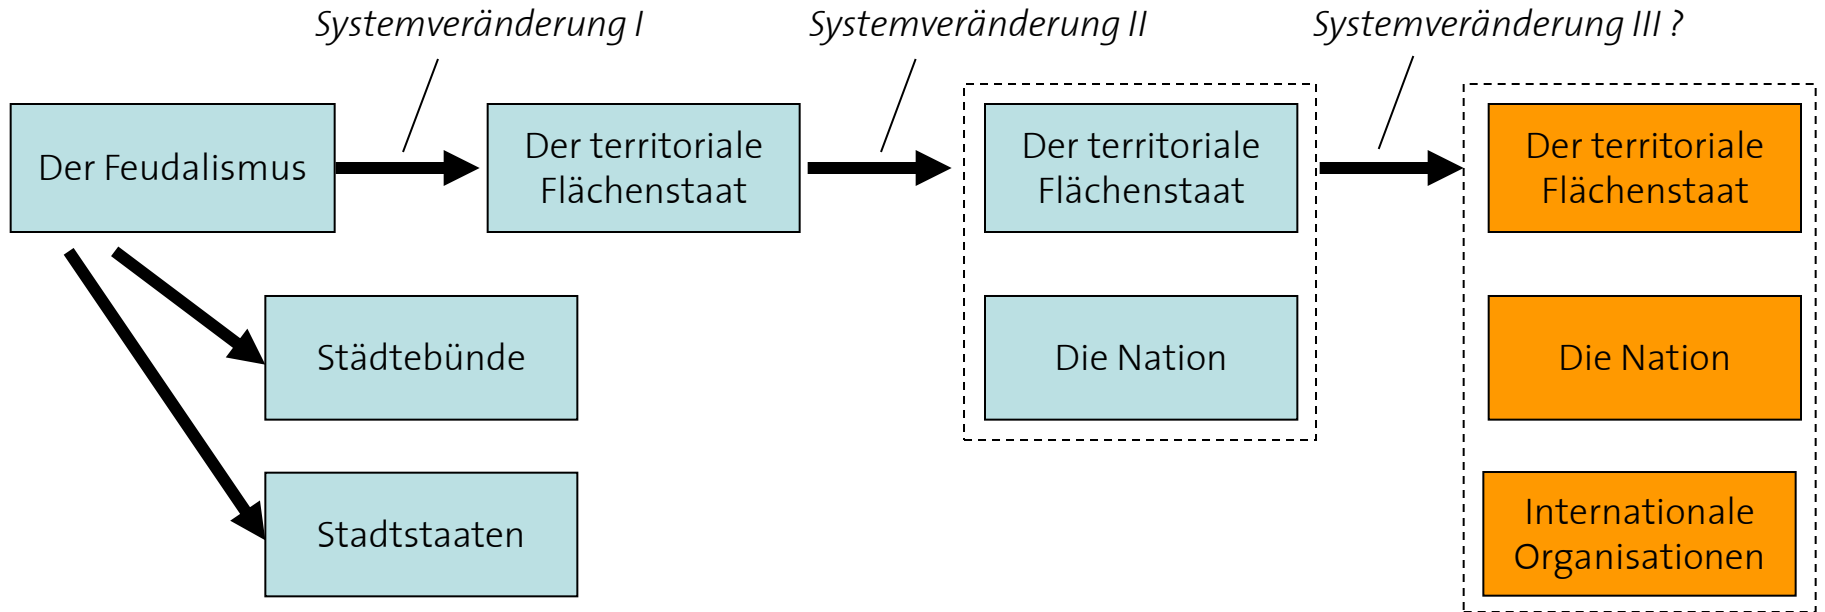 Systemveränderung I
Systemveränderung II
Systemveränderung III ?
Der Feudalismus
Der territoriale
Flächenstaat
Der territoriale
Flächenstaat
Der territoriale
Flächenstaat
Städtebünde
Die Nation
Die Nation
Stadtstaaten
Internationale
Organisationen